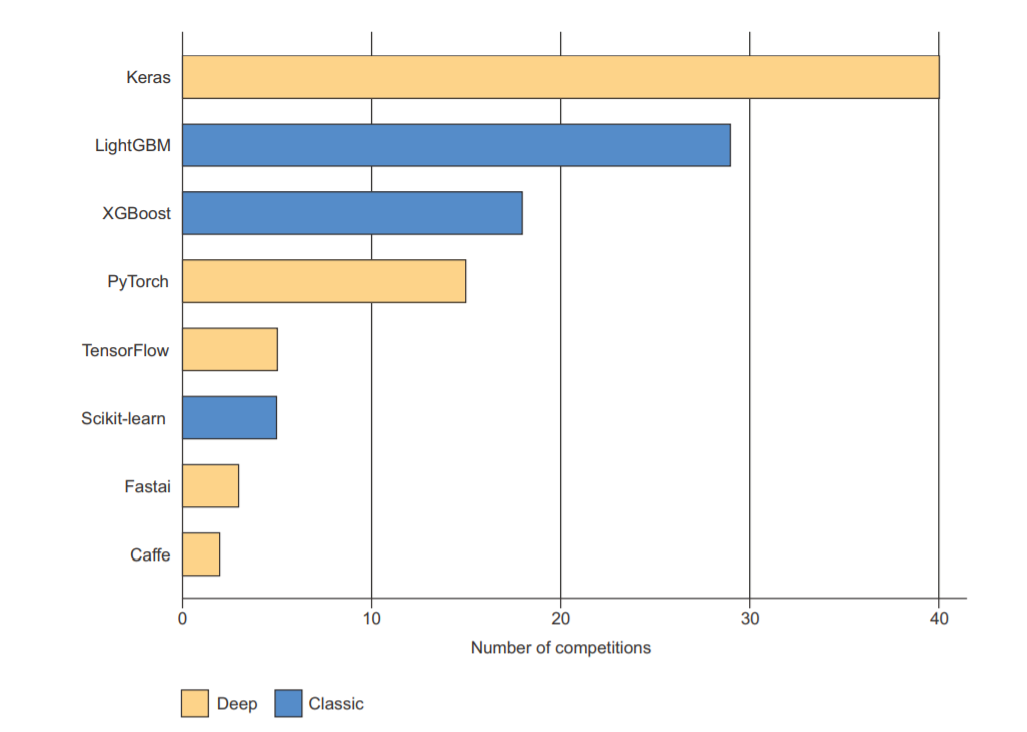 Keras
LightGBM
XGBoost
PyTorch
TensorFlow
Scikit-learn
Fastai
Caffe
0 10 20 30 40
Number of competitions
Deep Classic